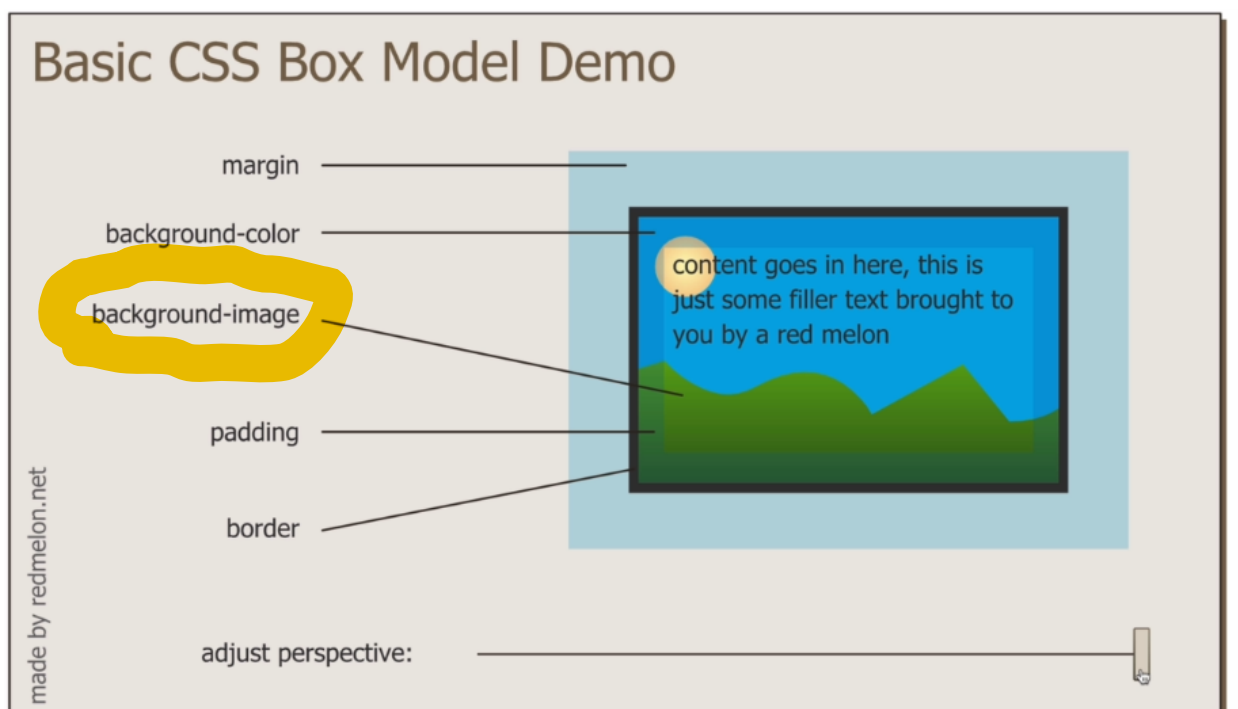 Basic CSS Box Model Demo
margin
background-color
background-image
padding
border
content goes in here, this is
just some filler text brought to
you by a red melon
adjust perspective:
made by redmelon.net